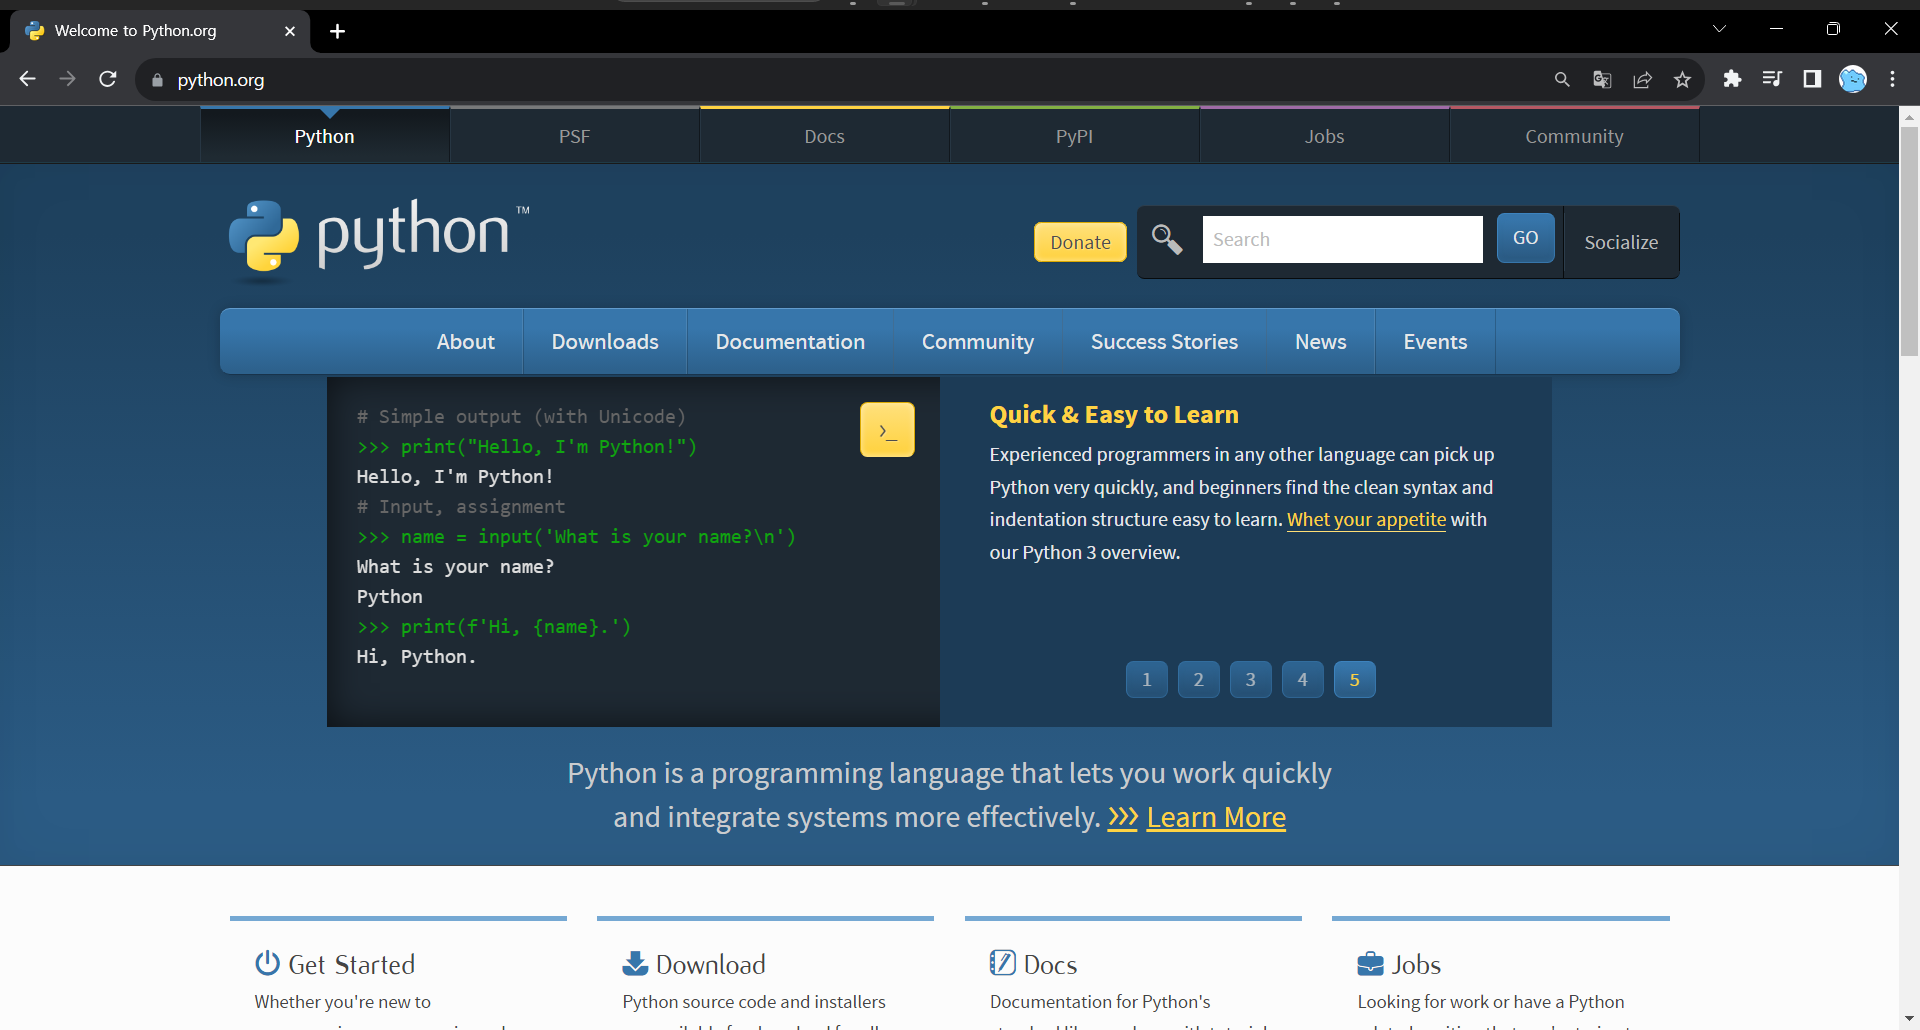 Welcome to Python.org
python.org
Python
PSF
Docs
PyPI
Jobs
Community
python™
Donate
Search
GO
Socialize
About
Downloads
Documentation
Community
Success Stories
News
Events
# Simple output (with Unicode)
>>> print("Hello, I'm Python!")
Hello, I'm Python!
# Input, assignment
>>> name = input('What is your name?\n')
What is your name?
Python
>>> print(f'Hi, {name}.')
Hi, Python.
>_
Quick & Easy to Learn
Experienced programmers in any other language can pick up
Python very quickly, and beginners find the clean syntax and
indentation structure easy to learn. Whet your appetite with
our Python 3 overview.
1 2 3 4 5
Python is a programming language that lets you work quickly
and integrate systems more effectively. >>> Learn More
Get Started
Whether you're new to
Download
Python source code and installers
Docs
Documentation for Python's
Jobs
Looking for work or have a Python